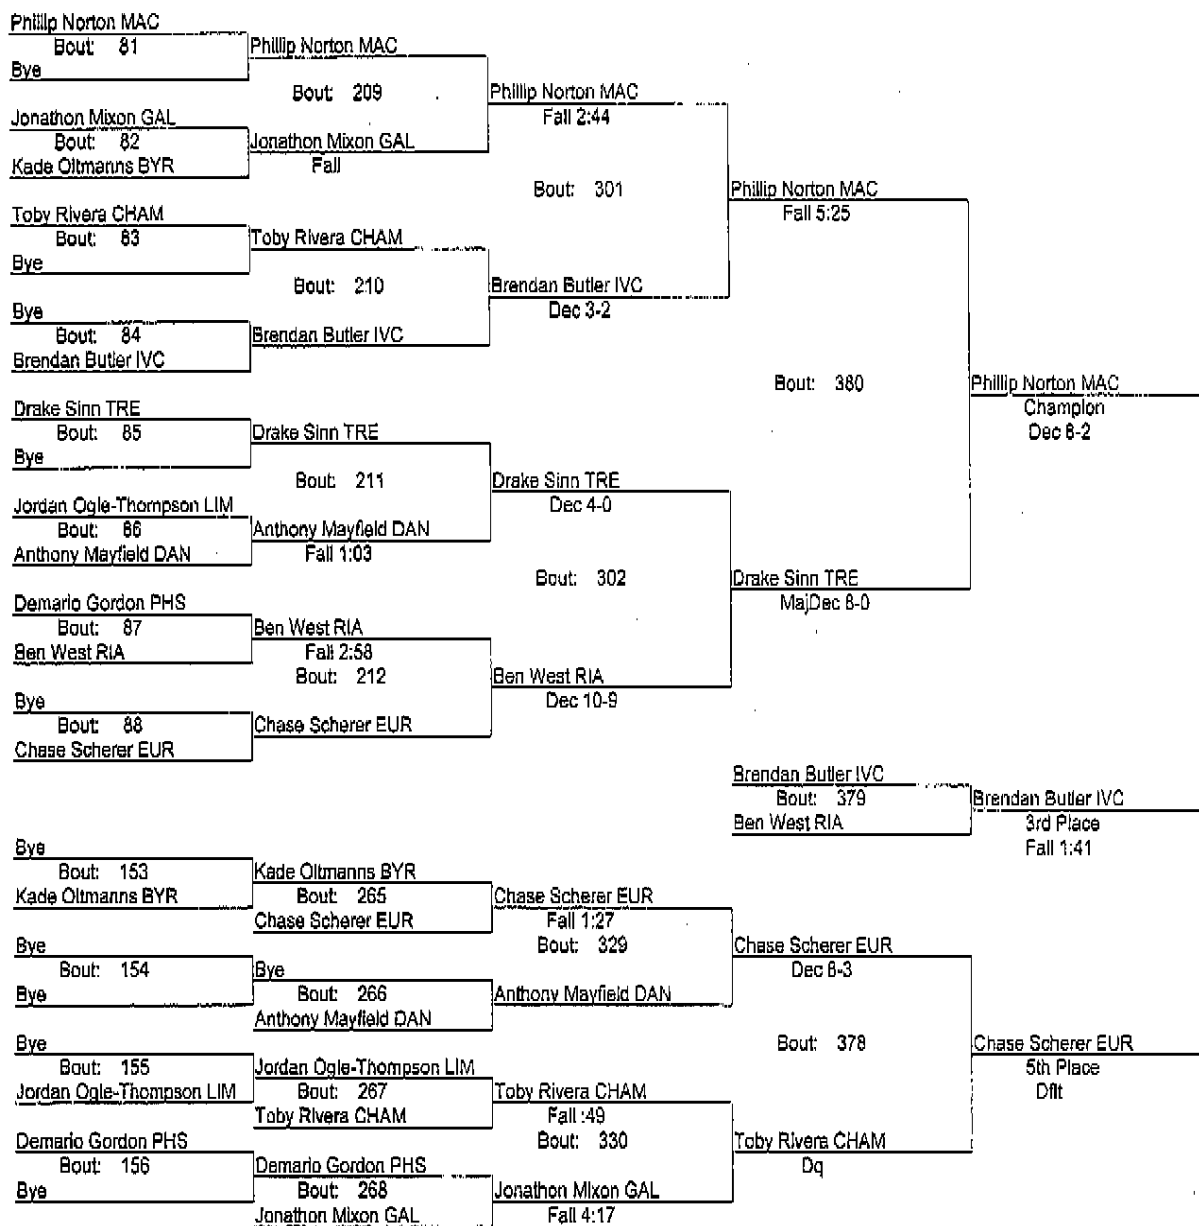 Phillip Norton MAC
Bout: 81
Bye
Phillip Norton MAC
Bout: 209
Jonathon Mixon GAL
Bout: 82
Kade Oltmanns BYR
Jonathon Mixon GAL
Fall
Phillip Norton MAC
Fall 2:44
Bout: 301
Toby Rivera CHAM
Bout: 83
Bye
Toby Rivera CHAM
Bout: 210
Bye
Bout: 84
Brendan Butler IVC
Brendan Butler IVC
Brendan Butler IVC
Dec 3-2
Phillip Norton MAC
Fall 5:25
Bout: 380
Phillip Norton MAC
Champion
Dec 6-2
Drake Sinn TRE
Bout: 85
Bye
Drake Sinn TRE
Bout: 211
Jordan Ogle-Thompson LIM
Bout: 86
Anthony Mayfield DAN
Anthony Mayfield DAN
Fall 1:03
Drake Sinn TRE
Dec 4-0
Bout: 302
Demario Gordon PHS
Bout: 87
Ben West RIA
Ben West RIA
Fall 2:58
Bout: 212
Bye
Bout: 88
Chase Scherer EUR
Chase Scherer EUR
Ben West RIA
Dec 10-9
Drake Sinn TRE
MajDec 8-0
Brendan Butler IVC
Bout: 379
Ben West RIA
Brendan Butler IVC
3rd Place
Fall 1:41
Bye
Bout: 153
Kade Oltmanns BYR
Kade Oltmanns BYR
Bout: 265
Chase Scherer EUR
Chase Scherer EUR
Fall 1:27
Bout: 329
Bye
Bout: 154
Bye
Bye
Bout: 266
Anthony Mayfield DAN
Anthony Mayfield DAN
Chase Scherer EUR
Dec 8-3
Bout: 378
Chase Scherer EUR
5th Place
Dflt
Bye
Bout: 155
Jordan Ogle-Thompson LIM
Jordan Ogle-Thompson LIM
Bout: 267
Toby Rivera CHAM
Toby Rivera CHAM
Fall :49
Bout: 330
Demario Gordon PHS
Bout: 156
Bye
Demario Gordon PHS
Bout: 268
Jonathon Mixon GAL
Jonathon Mixon GAL
Fall 4:17
Toby Rivera CHAM
Dq